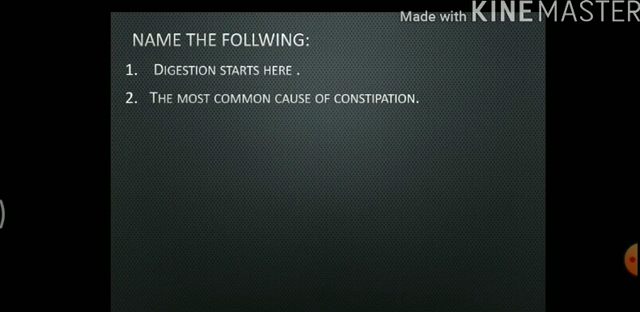 Made with KINEMASTER
NAME THE FOLLWING:
1. DIGESTION STARTS HERE .
2. THE MOST COMMON CAUSE OF CONSTIPATION.